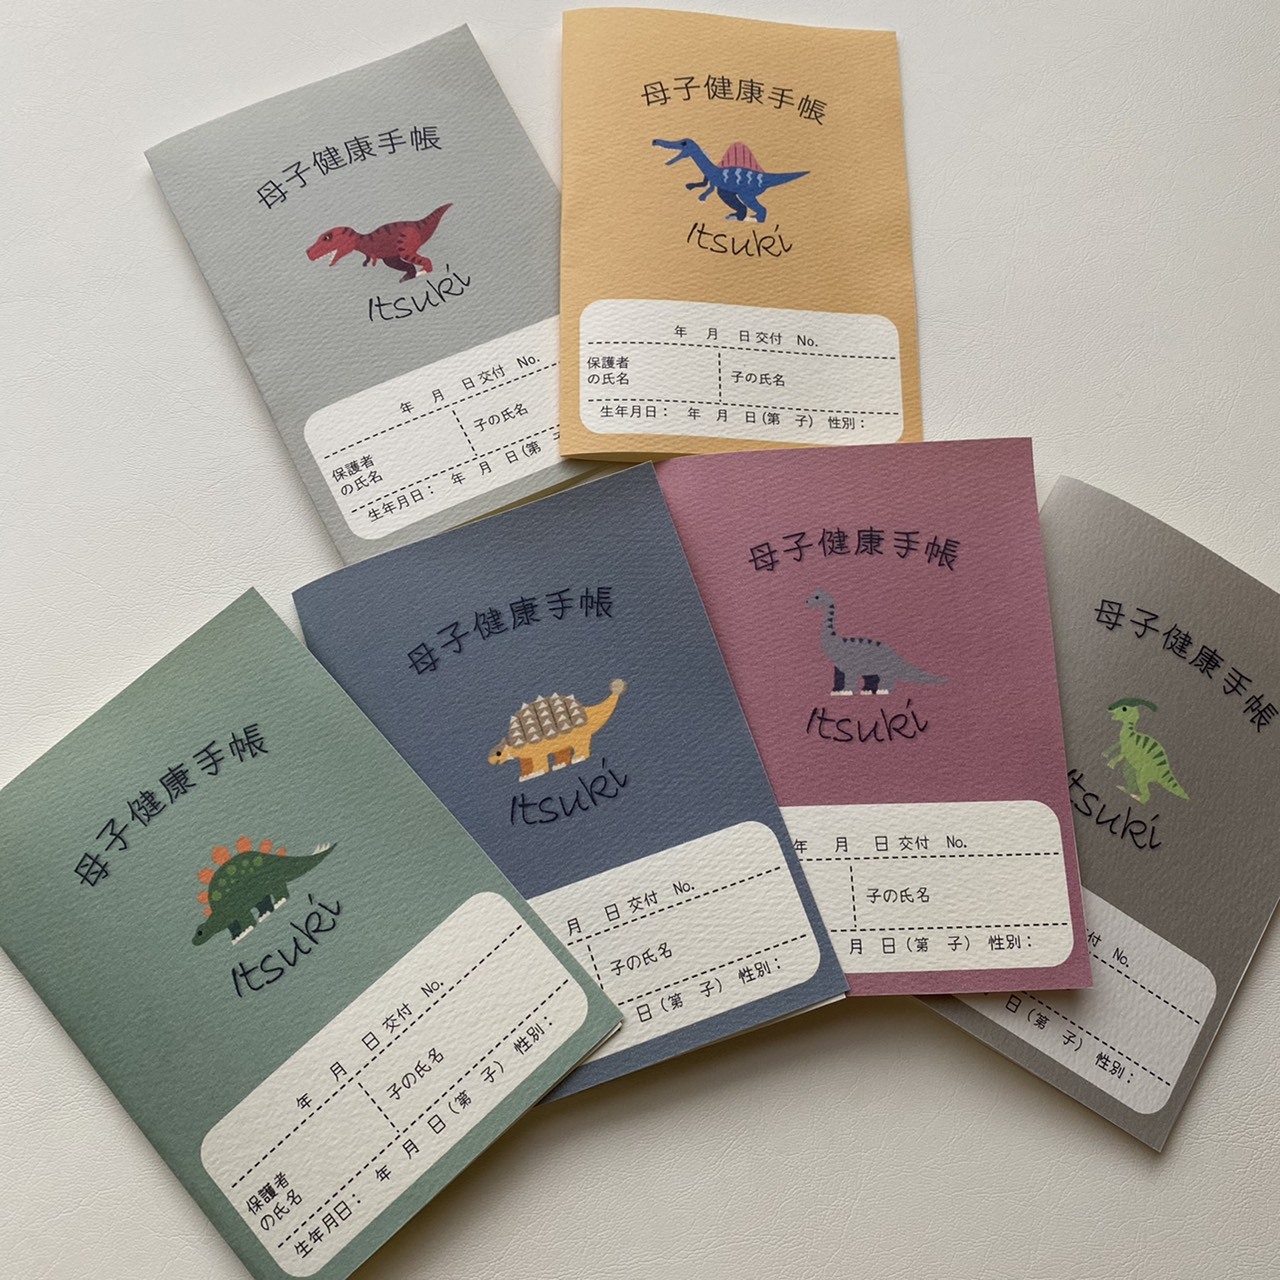 母子健康手帳
Itsuki
年 月 日 交付 No.
保護者
の氏名
子の氏名
生年月日： 年 月 日 (第
母子健康手帳
Itsuki
年 月 日 交付 No.
保護者
の氏名
子の氏名
生年月日： 年 月 日 (第 子) 性別：
母子健康手帳
Itsuki
年 月 日 交付 No.
保護者
の氏名
子の氏名
生年月日： 年 月 日 (第 子) 性別：
母子健康手帳
Itsuki
月 日 交付 No.
子の氏名
日 (第 子) 性別：
母子健康手帳
Itsuki
年 月 日 交付 No.
子の氏名
月 日 (第 子) 性別：
母子健康手帳
tsuki
付 No.
日 (第 子) 性別：